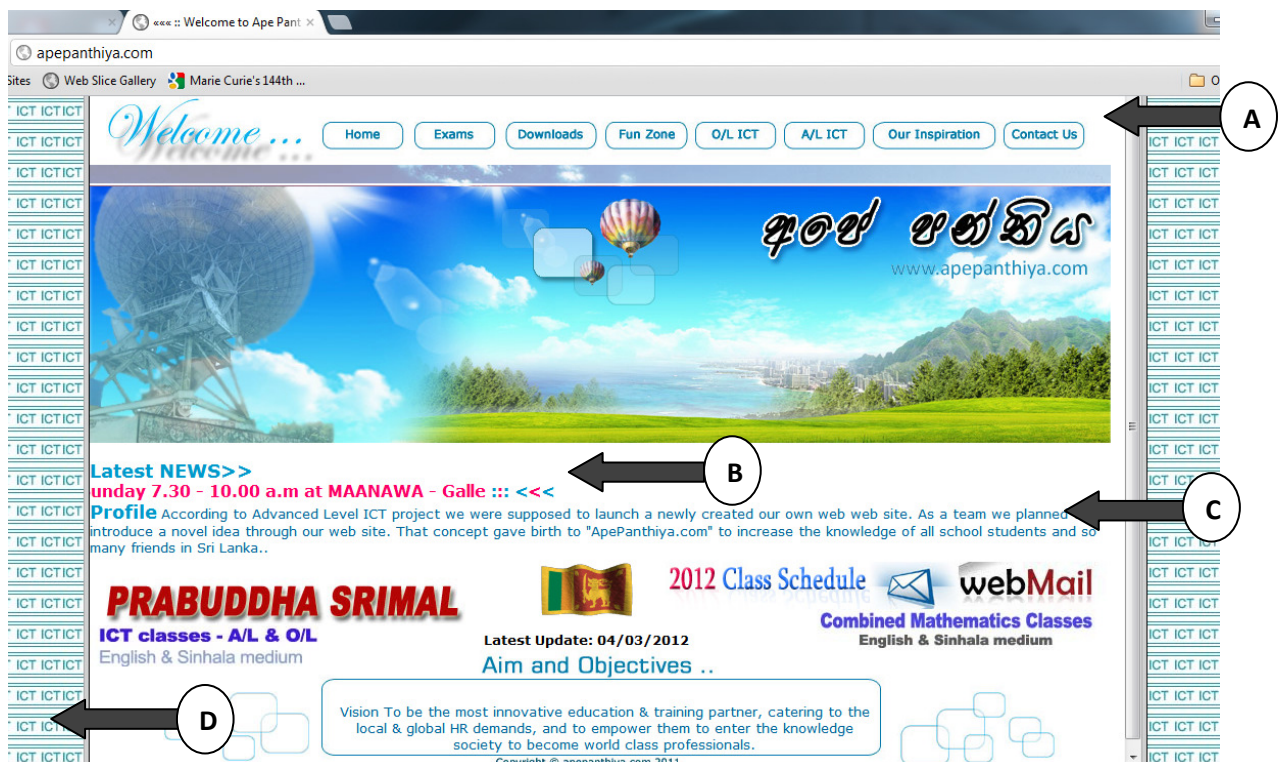 ««« :: Welcome to Ape Pant
apepanthiya.com
Sites Web Slice Gallery Marie Curie's 144th ...
Welcome ...
Home Exams Downloads Fun Zone O/L ICT A/L ICT Our Inspiration Contact Us
A
අපේ පන්තිය
www.apepanthiya.com
B
Latest NEWS>>
unday 7.30 - 10.00 a.m at MAANAWA - Galle ::: <<<
C
Profile According to Advanced Level ICT project we were supposed to launch a newly created our own web web site. As a team we planned
introduce a novel idea through our web site. That concept gave birth to "ApePanthiya.com" to increase the knowledge of all school students and so
many friends in Sri Lanka..
PRABUDDHA SRIMAL
ICT classes - A/L & O/L
English & Sinhala medium
2012 Class Schedule
webMail
Combined Mathematics Classes
English & Sinhala medium
Latest Update: 04/03/2012
Aim and Objectives ..
D
Vision To be the most innovative education & training partner, catering to the
local & global HR demands, and to empower them to enter the knowledge
society to become world class professionals.
Copyright © apepanthiya.com 2011